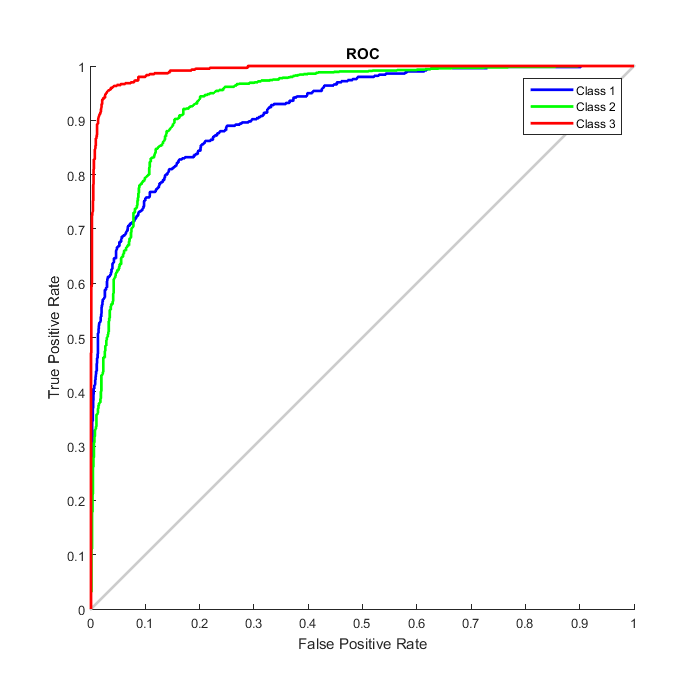 ROC
1
0.9
0.8
0.7
0.6
0.5
0.4
0.3
0.2
0.1
0
True Positive Rate
Class 1
Class 2
Class 3
0 0.1 0.2 0.3 0.4 0.5 0.6 0.7 0.8 0.9 1
False Positive Rate